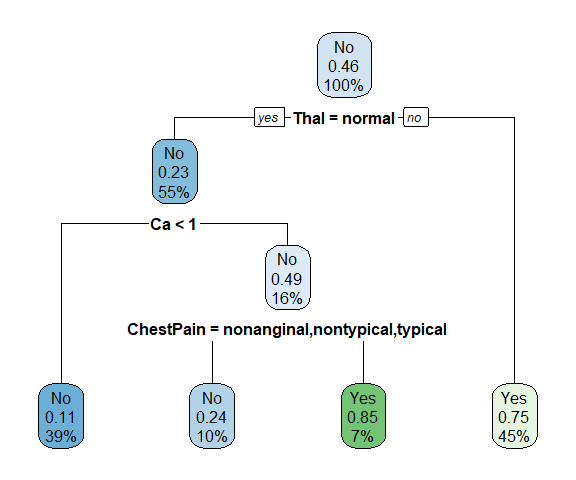 No
0.46
100%
yes Thal = normal no
No
0.23
55%
Ca < 1
No
0.49
16%
ChestPain = nonanginal,nontypical,typical
No
0.11
39%
No
0.24
10%
Yes
0.85
7%
Yes
0.75
45%